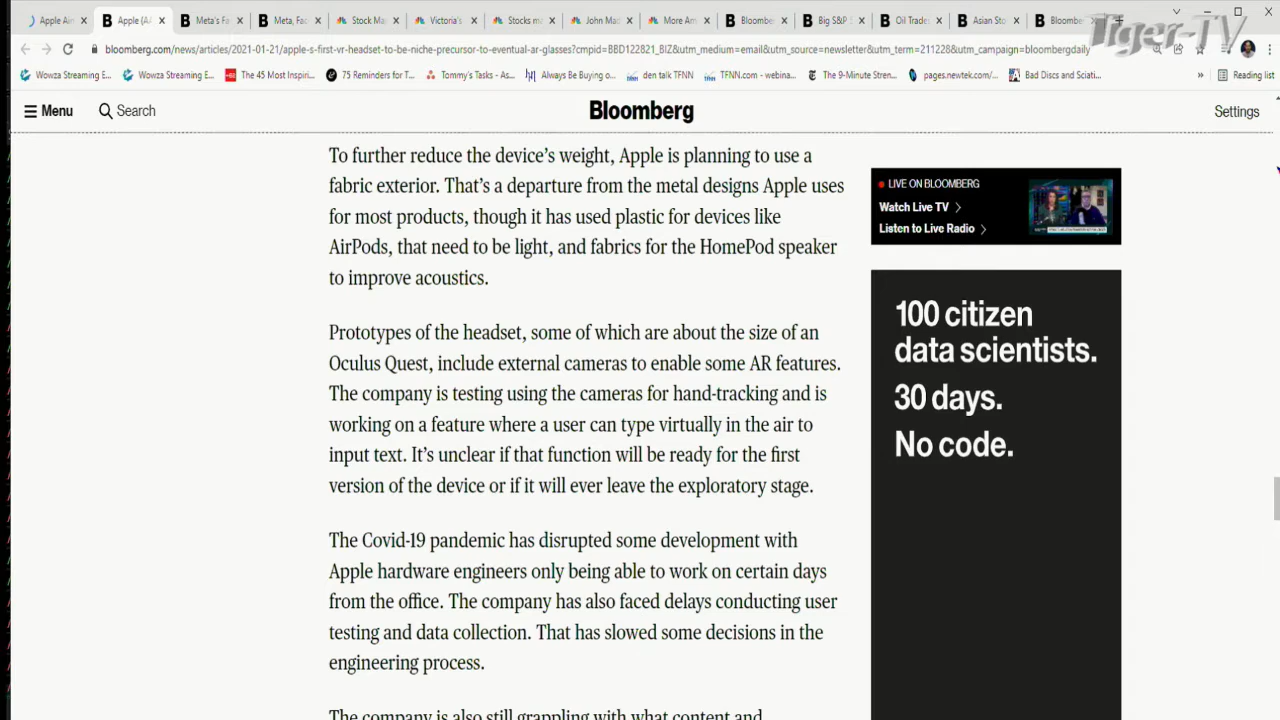 Apple Air
Apple (AA
Meta's Fa
Meta, Fac
Stock Ma
Victoria's
Stocks mo
John Mad
More Am
Bloombe
Big S&P S
Oil Trade
Asian Sto
Bloombe
Tiger-TV
bloomberg.com/news/articles/2021-01-21/apple-s-first-vr-headset-to-be-niche-precursor-to-eventual-ar-glasses?cmpid=BBD122821_BIZ&utm_medium=email&utm_source=newsletter&utm_term=211228&utm_campaign=bloombergdaily
Wowza Streaming E...
Wowza Streaming E...
The 45 Most Inspiri...
75 Reminders for T...
Tommy's Tasks - As...
Always Be Buying o...
den talk TFNN
TFNN.com - webina...
The 9-Minute Stren...
pages.newtek.com/...
Bad Discs and Sciati...
»
Reading list
Menu
Search
Bloomberg
Settings
To further reduce the device's weight, Apple is planning to use a
fabric exterior. That's a departure from the metal designs Apple uses
for most products, though it has used plastic for devices like
AirPods, that need to be light, and fabrics for the HomePod speaker
to improve acoustics.
Prototypes of the headset, some of which are about the size of an
Oculus Quest, include external cameras to enable some AR features.
The company is testing using the cameras for hand-tracking and is
working on a feature where a user can type virtually in the air to
input text. It's unclear if that function will be ready for the first
version of the device or if it will ever leave the exploratory stage.
The Covid-19 pandemic has disrupted some development with
Apple hardware engineers only being able to work on certain days
from the office. The company has also faced delays conducting user
testing and data collection. That has slowed some decisions in the
engineering process.
The company is also still grappling with what content and
LIVE ON BLOOMBERG
Watch Live TV
Listen to Live Radio
100 citizen
data scientists.
30 days.
No code.